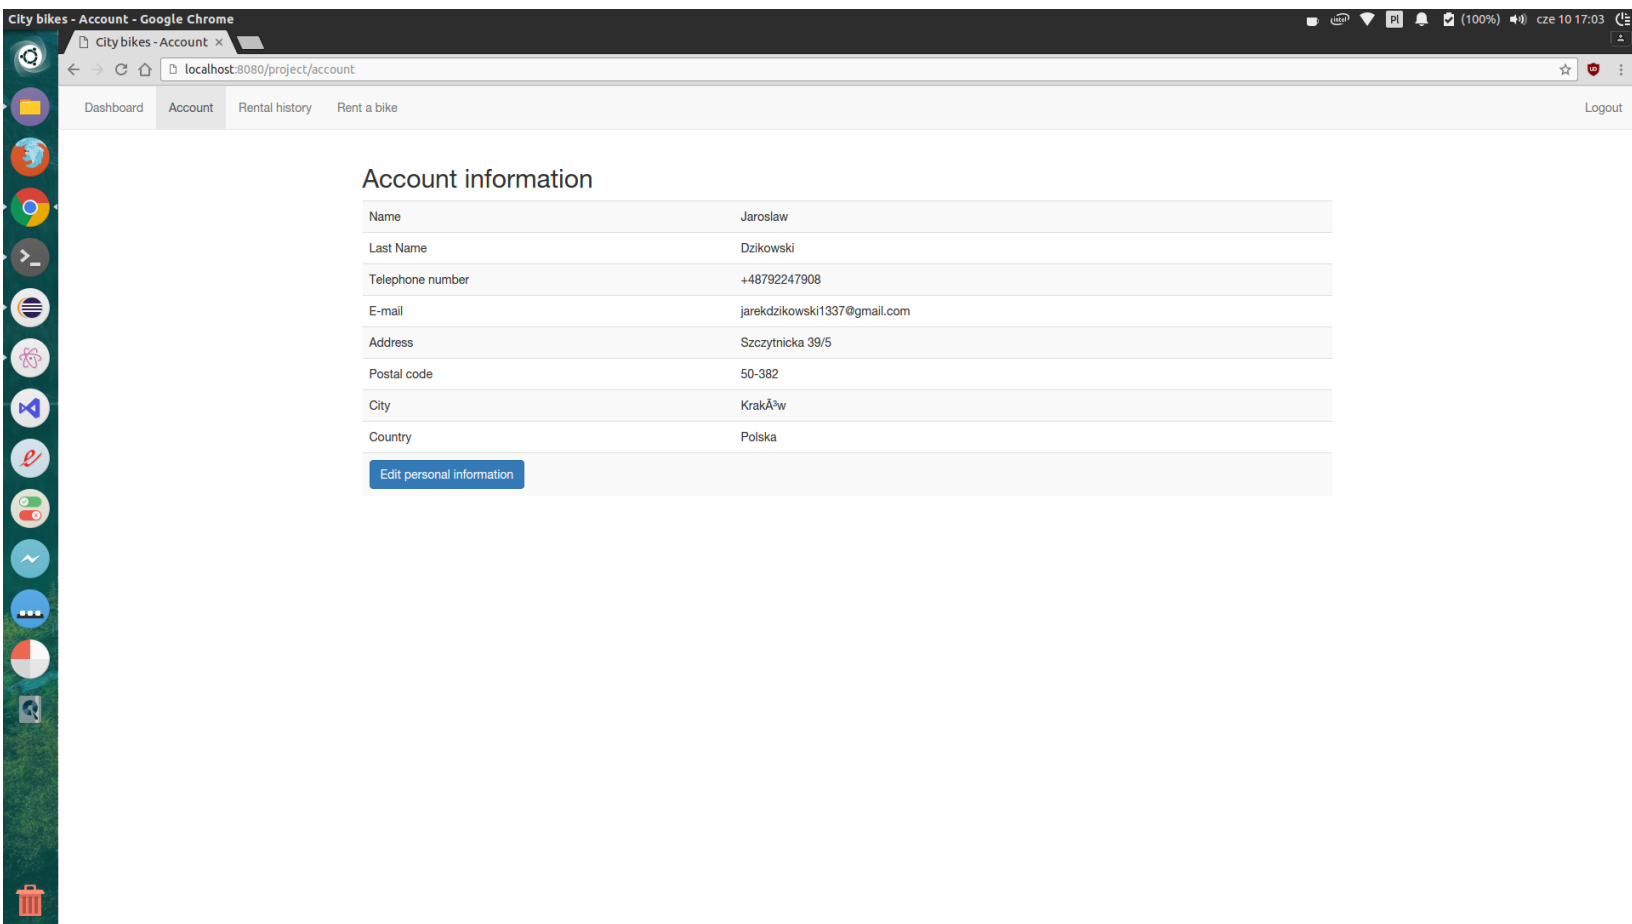 City bikes - Account - Google Chrome
intel
Pl
(100%)
cze 10 17:03
City bikes - Account ×
localhost:8080/project/account
Dashboard Account Rental history Rent a bike Logout
Account information
Name Jaroslaw
Last Name Dzikowski
Telephone number +48792247908
E-mail jarekdzikowski1337@gmail.com
Address Szczytnicka 39/5
Postal code 50-382
City KrakÃ³w
Country Polska
Edit personal information